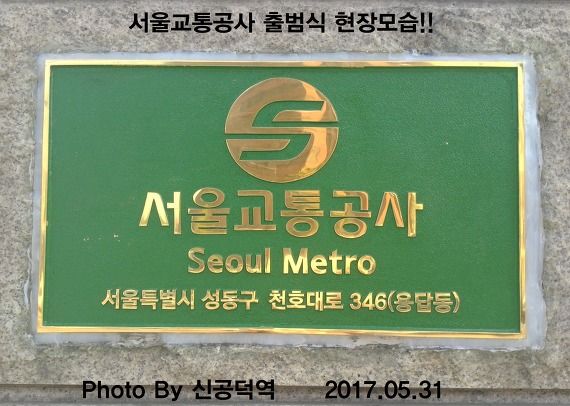 서울교통공사 출범식 현장모습!!
서울교통공사
Seoul Metro
서울특별시 성동구 천호대로 346(용답동)
Photo By 신공덕역 2017.05.31